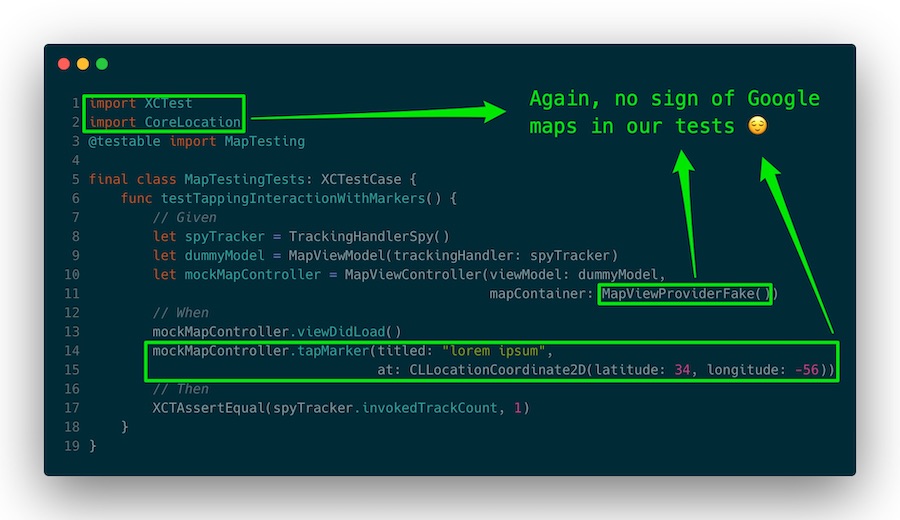 Again, no sign of Google
maps in our tests 😌
1 import XCTest
2 import CoreLocation
3 @testable import MapTesting
4
5 final class MapTestingTests: XCTestCase {
6     func testTappingInteractionWithMarkers() {
7         // Given
8         let spyTracker = TrackingHandlerSpy()
9         let dummyModel = MapViewModel(trackingHandler: spyTracker)
10         let mockMapController = MapViewController(viewModel: dummyModel,
11                                                   mapContainer: MapViewProviderFake())
12         // When
13         mockMapController.viewDidLoad()
14         mockMapController.tapMarker(titled: "lorem ipsum",
15                                     at: CLLocationCoordinate2D(latitude: 34, longitude: -56))
16         // Then
17         XCTAssertEqual(spyTracker.invokedTrackCount, 1)
18     }
19 }